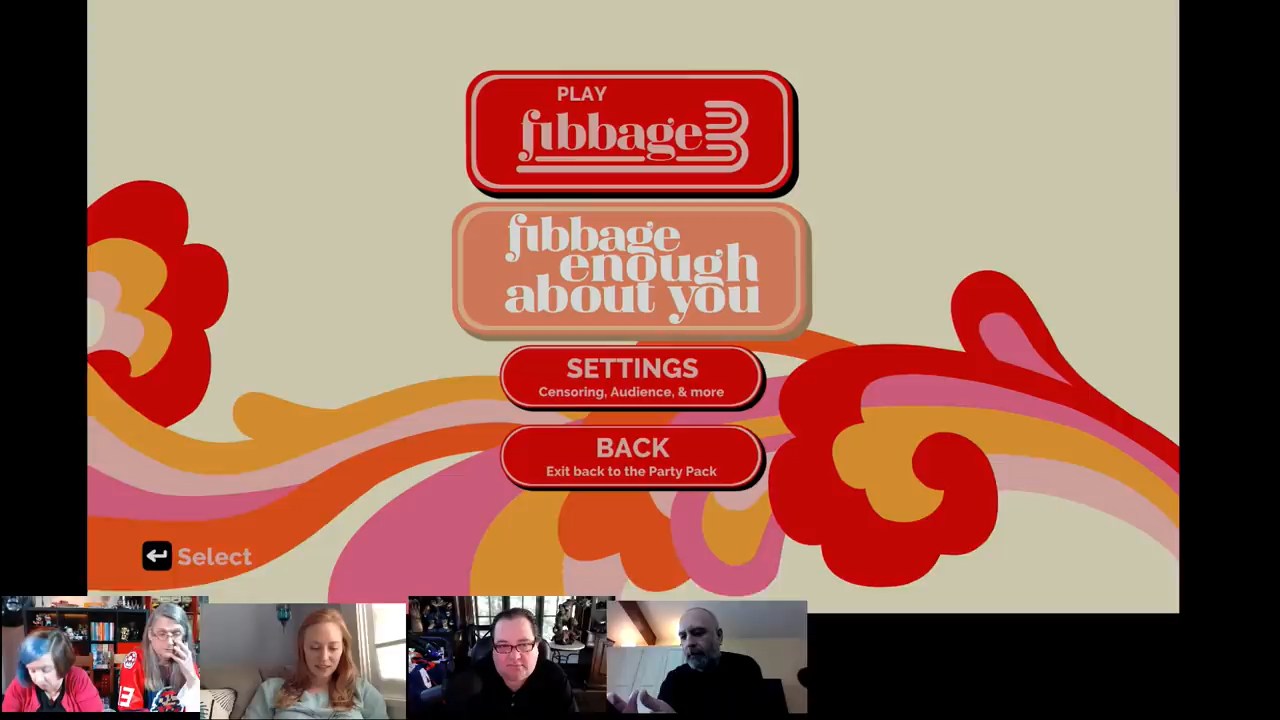 PLAY
fibbage 3
fibbage
enough
about you
SETTINGS
Censoring, Audience, & more
BACK
Exit back to the Party Pack
Select